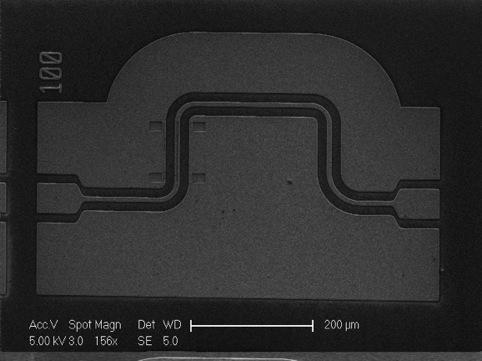 100
Acc.V Spot Magn Det WD 200 µm
5.00 kV 3.0 156x SE 5.0